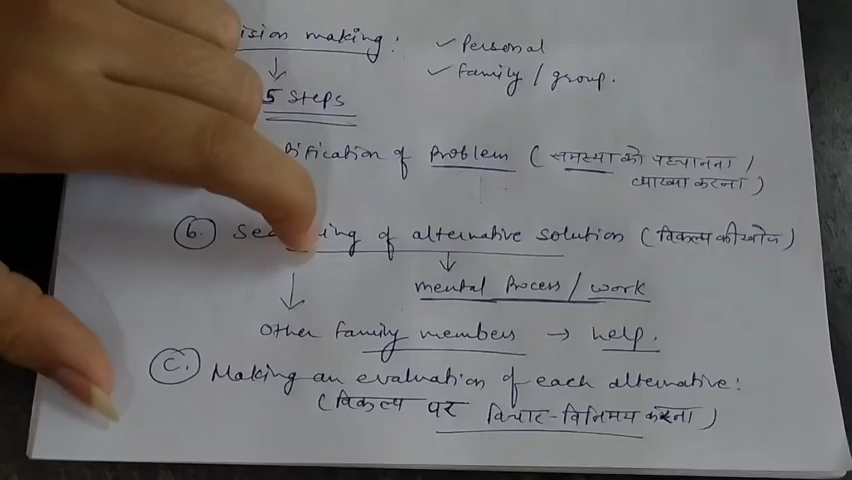 ision making :
✓ Personal
✓ family / group.
5 Steps
ification of Problem ( समस्या को पहचानना /
व्याख्या करना )
b. Sea ing of alternative solution (विकल्प की खोज)
mental Process / work
Other family members → help.
C. Making an evaluation of each alternative :
(विकल्प पर विचार-विनिमय करना)